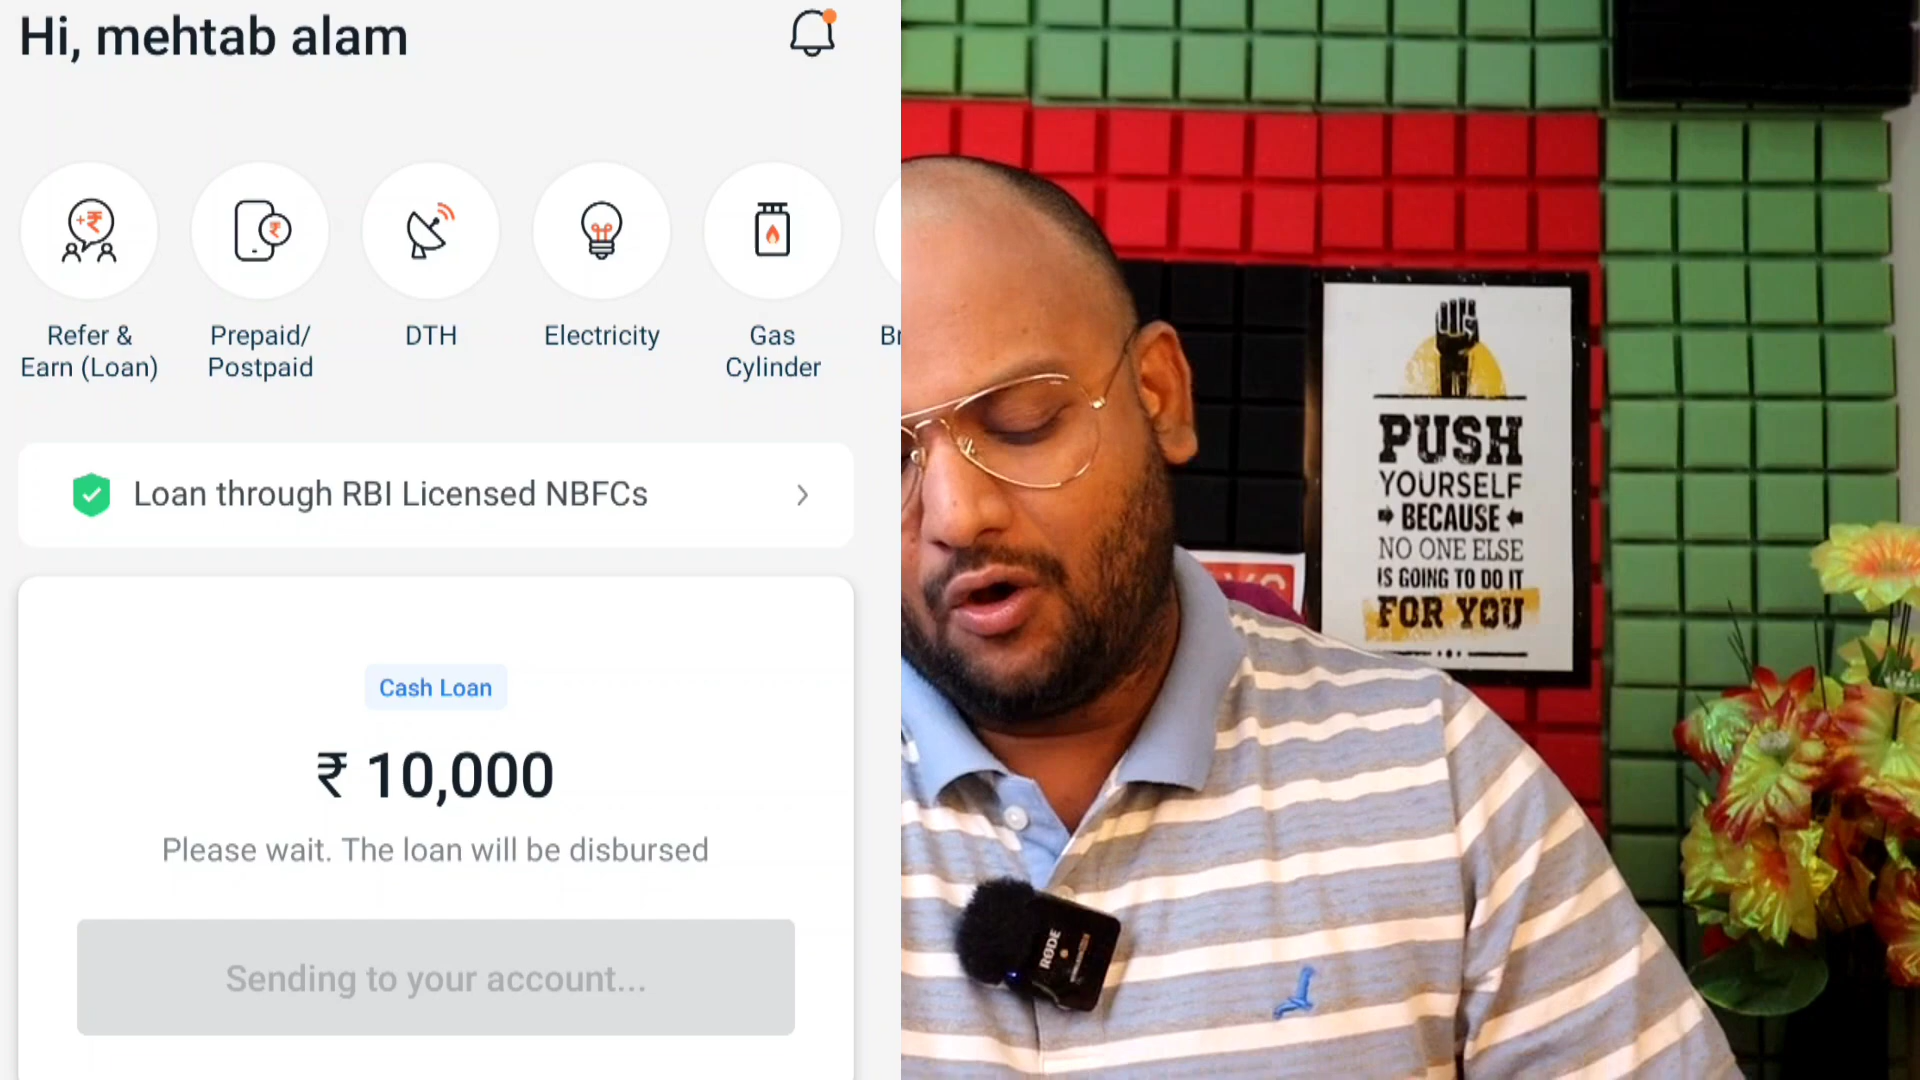 Hi, mehtab alam
Refer &
Earn (Loan)
Prepaid/
Postpaid
DTH
Electricity
Gas
Cylinder
Loan through RBI Licensed NBFCs
Cash Loan
₹ 10,000
Please wait. The loan will be disbursed
Sending to your account...
PUSH
YOURSELF
BECAUSE
NO ONE ELSE
IS GOING TO DO IT
FOR YOU
RØDE